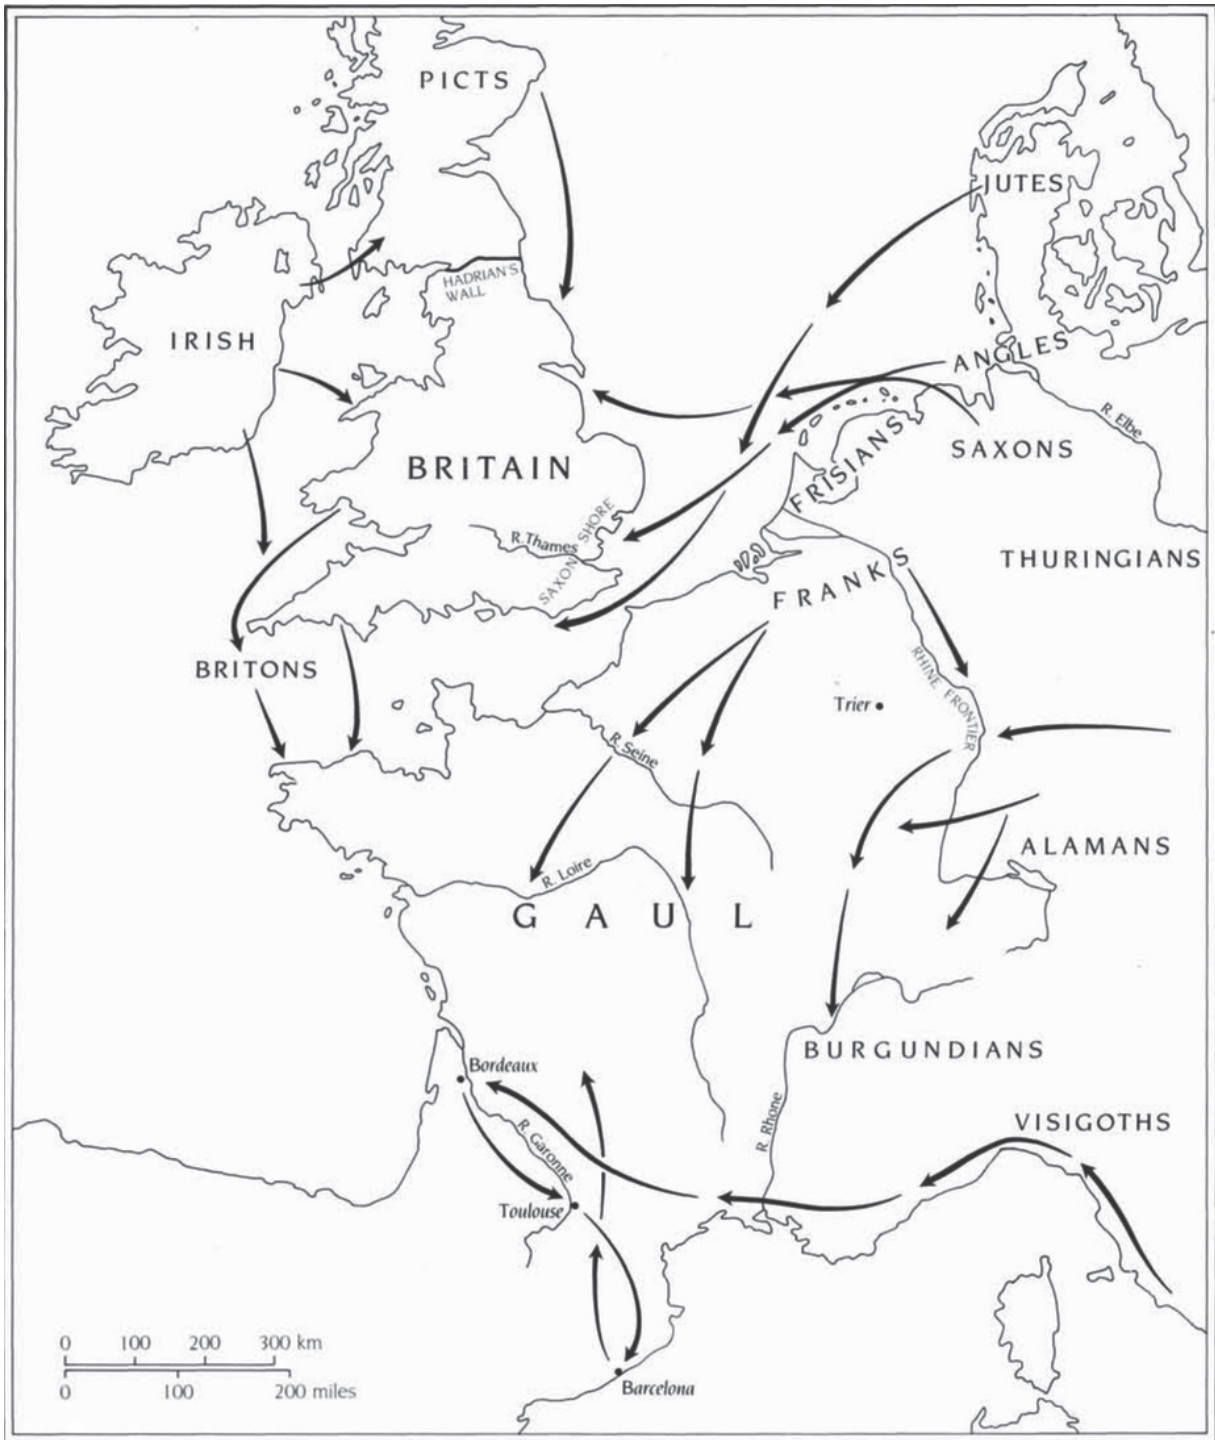 PICTS
JUTES
HADRIAN'S
WALL
IRISH
ANGLES
R. Elbe
SAXONS
FRISIANS
BRITAIN
SAXON SHORE
R. Thames
THURINGIANS
FRANKS
BRITONS
RHINE FRONTIER
Trier
R. Seine
ALAMANS
R. Loire
GAUL
BURGUNDIANS
Bordeaux
R. Rhone
VISIGOTHS
R. Garonne
Toulouse
0 100 200 300 km
0 100 200 miles
Barcelona